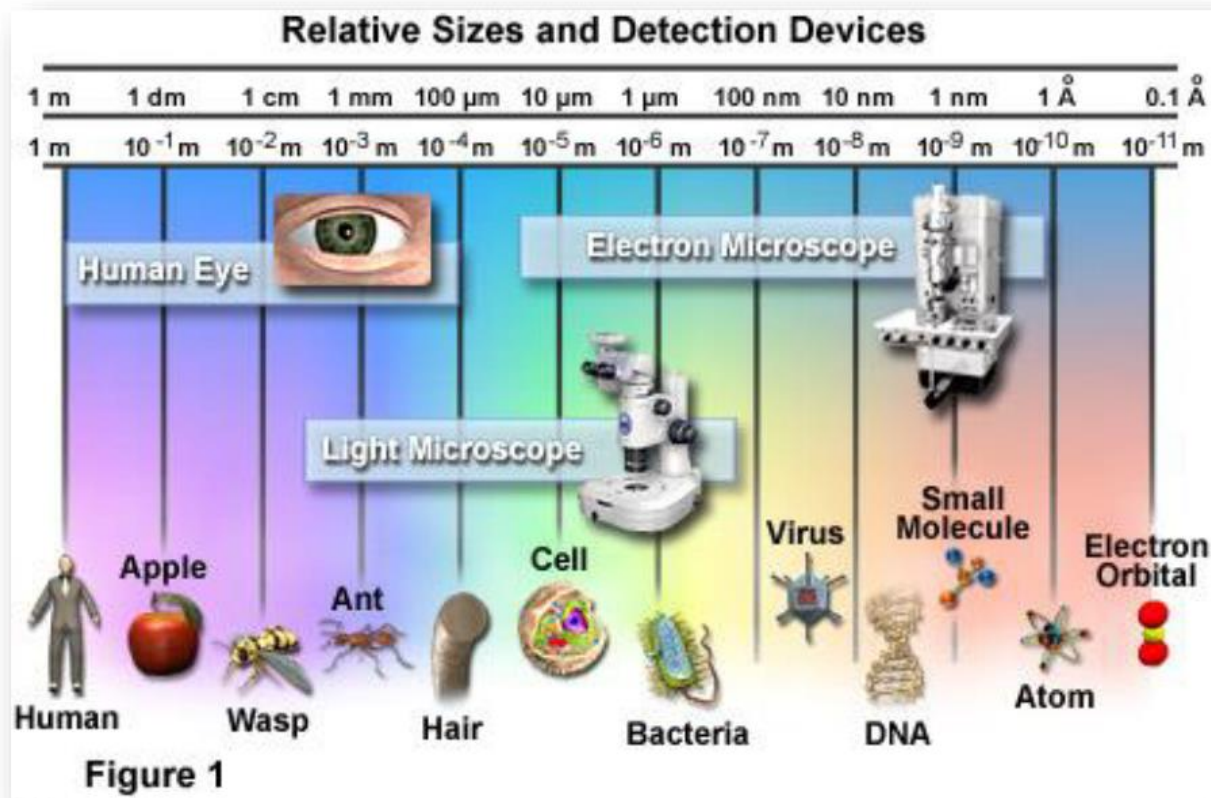 Relative Sizes and Detection Devices
1 m 1 dm 1 cm 1 mm 100 µm 10 µm 1 µm 100 nm 10 nm 1 nm 1 Å 0.1 Å
1 m 10⁻¹ m 10⁻² m 10⁻³ m 10⁻⁴ m 10⁻⁵ m 10⁻⁶ m 10⁻⁷ m 10⁻⁸ m 10⁻⁹ m 10⁻¹⁰ m 10⁻¹¹ m
Human Eye
Electron Microscope
Light Microscope
Human
Apple
Wasp
Ant
Hair
Cell
Bacteria
Virus
DNA
Small
Molecule
Atom
Electron
Orbital
Figure 1